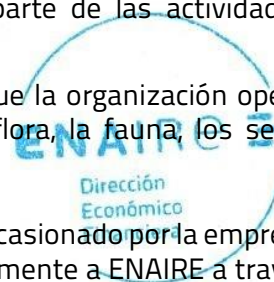 parte de las actividad
ue la organización ope
flora, la fauna, los se
ENAIRE
Dirección
Económico
Financiera
casionado por la empre
mente a ENAIRE a trav